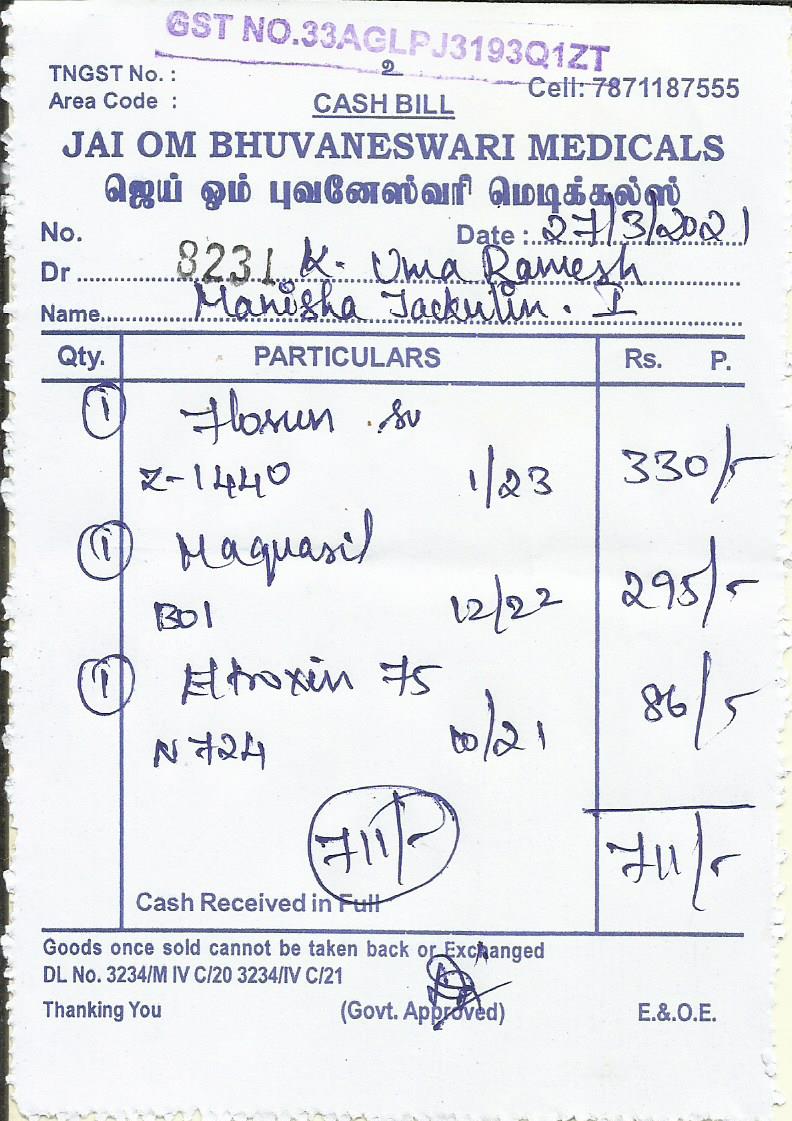 GST NO.33AGLPJ3193Q1ZT
TNGST No. :
உ
Cell: 7871187555
Area Code :
CASH BILL
JAI OM BHUVANESWARI MEDICALS
ஜெய் ஓம் புவனேஸ்வரி மெடிக்கல்ஸ்
No. Date : 27/3/2021
Dr 8231 K. Uma Ramesh
Name Manisha Jackulin. I
Qty. PARTICULARS Rs. P.
1 SU
Z-1440 1/23 330/-
1 Maquasil
B01 12/22 295/-
1 Eltroxin 75
N724 10/21 86/-
711/- 711/-
Cash Received in Full
Goods once sold cannot be taken back or Exchanged
DL No. 3234/M IV C/20 3234/IV C/21
Thanking You (Govt. Approved) E.&O.E.